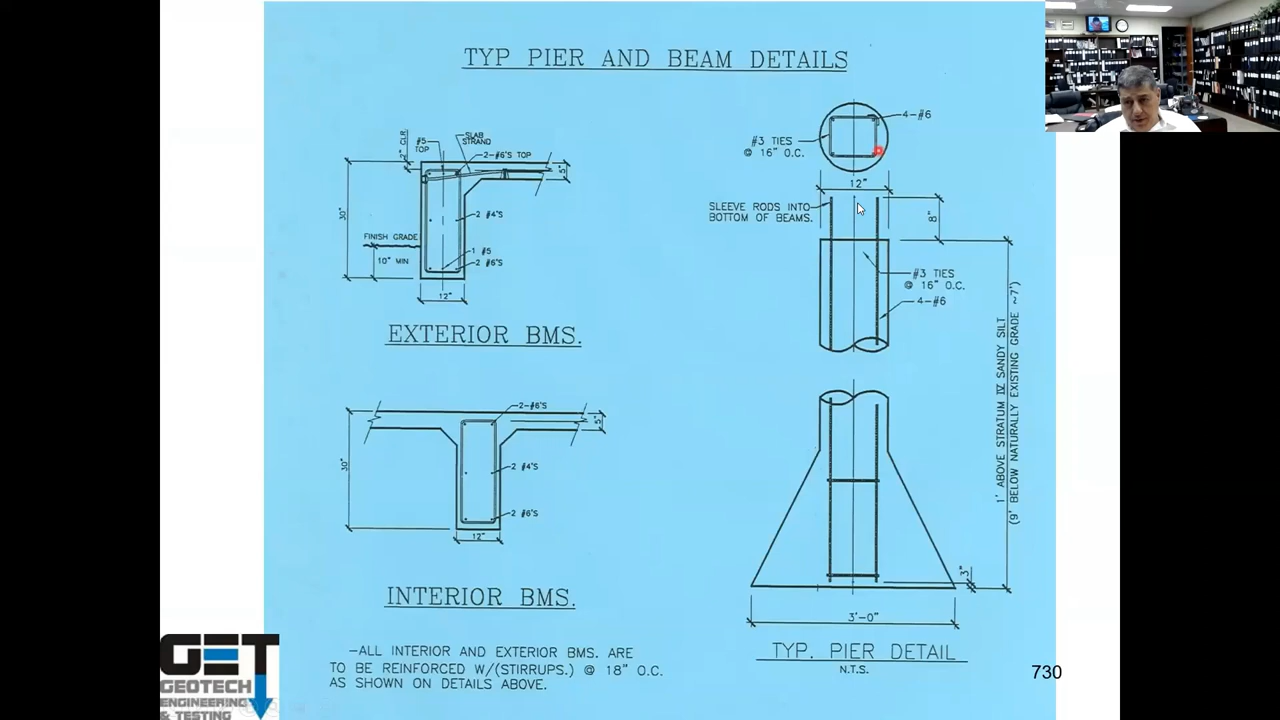 TYP PIER AND BEAM DETAILS
2" CLR.
#5
TOP
SLAB
STRAND
2-#6'S TOP
5"
30"
2 #4'S
FINISH GRADE
10" MIN
1 #5
2 #6'S
12"
EXTERIOR BMS.
2-#6'S
5"
30"
2 #4'S
2 #6'S
12"
INTERIOR BMS.
-ALL INTERIOR AND EXTERIOR BMS. ARE
TO BE REINFORCED W/(STIRRUPS.) @ 18" O.C.
AS SHOWN ON DETAILS ABOVE.
4-#6
#3 TIES
@ 16" O.C.
12"
SLEEVE RODS INTO
BOTTOM OF BEAMS.
8"
#3 TIES
@ 16" O.C.
4-#6
1' ABOVE STRATUM IV SANDY SILT
(9' BELOW NATURALLY EXISTING GRADE ~7')
3"
3'-0"
TYP. PIER DETAIL
N.T.S.
730
GET
GEOTECH
ENGINEERING
& TESTING